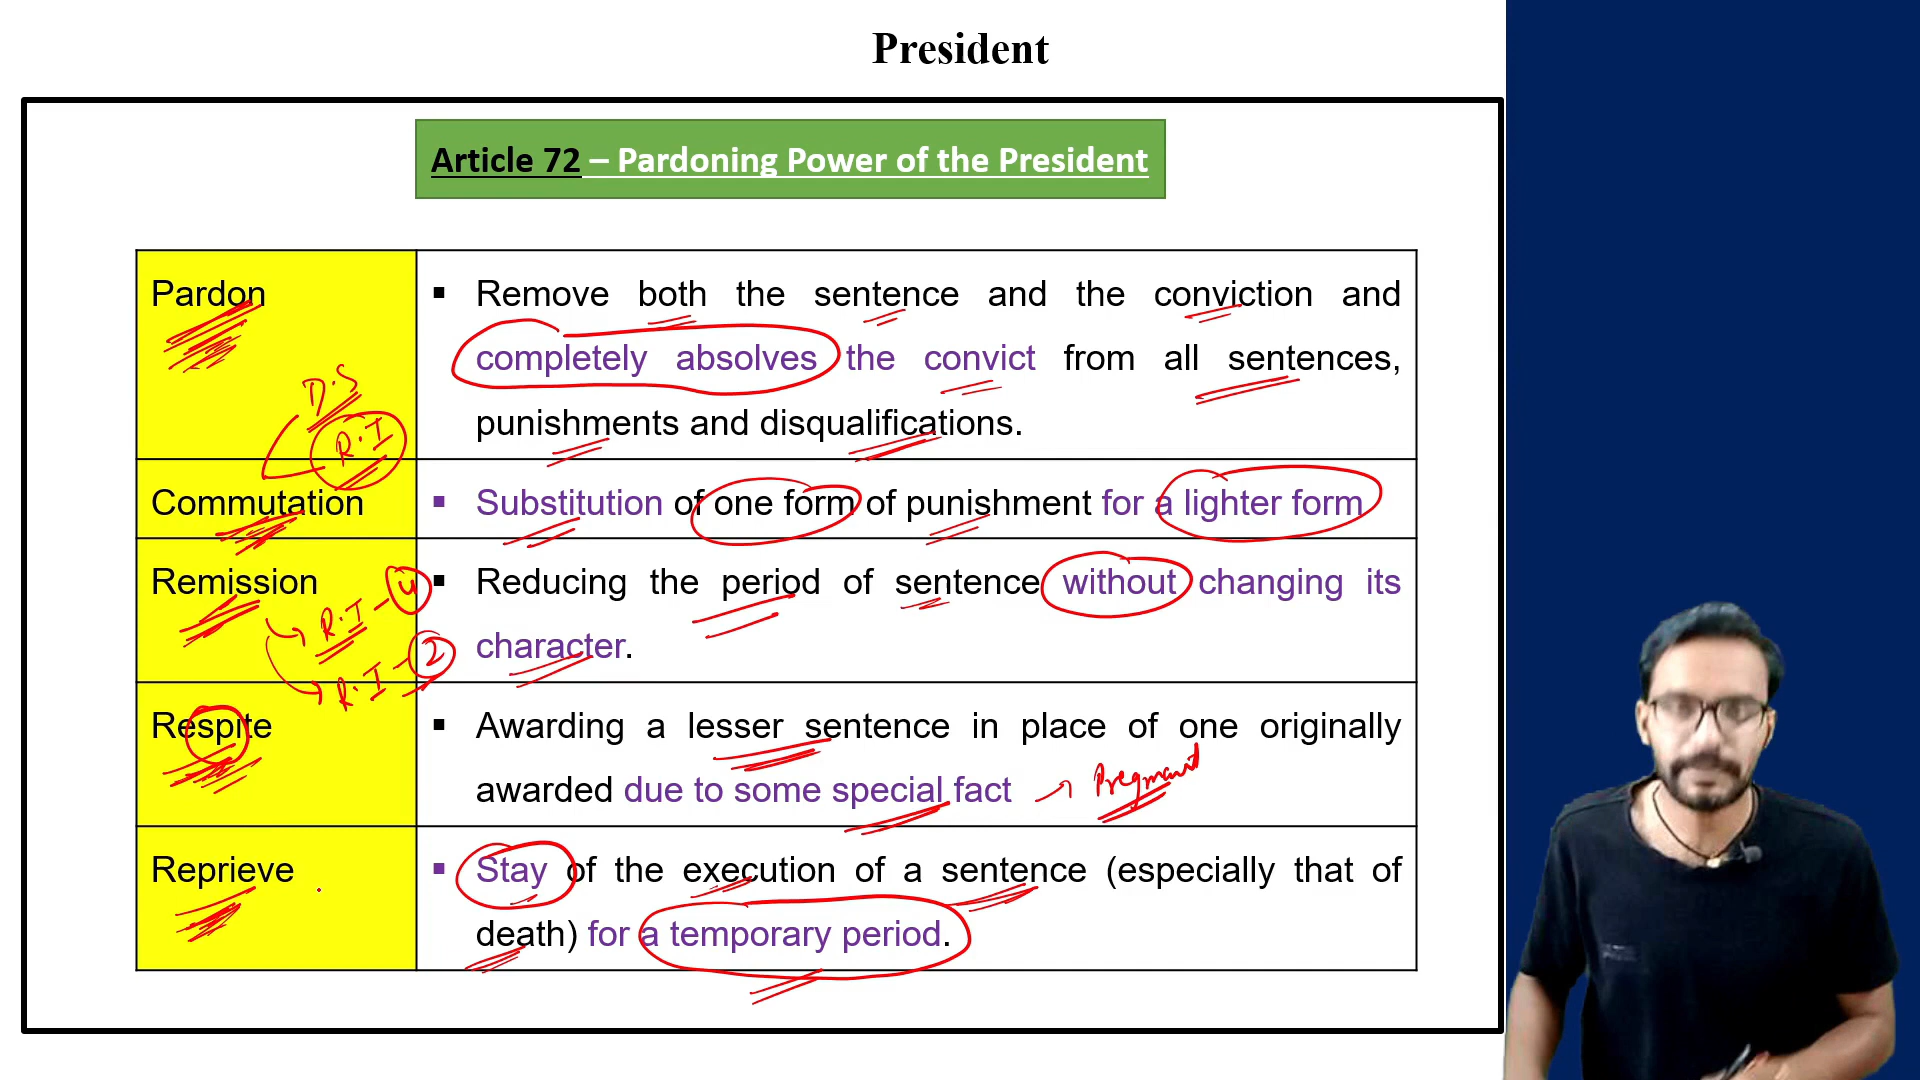 President
Article 72 – Pardoning Power of the President
Pardon
▪ Remove both the sentence and the conviction and
completely absolves the convict from all sentences,
punishments and disqualifications.
D.S
R.I
Commutation
▪ Substitution of one form of punishment for a lighter form
Remission
▪ Reducing the period of sentence without changing its
character.
R.I - 4
R.I - 2
Respite
▪ Awarding a lesser sentence in place of one originally
awarded due to some special fact
Pregnant
Reprieve
▪ Stay of the execution of a sentence (especially that of
death) for a temporary period.